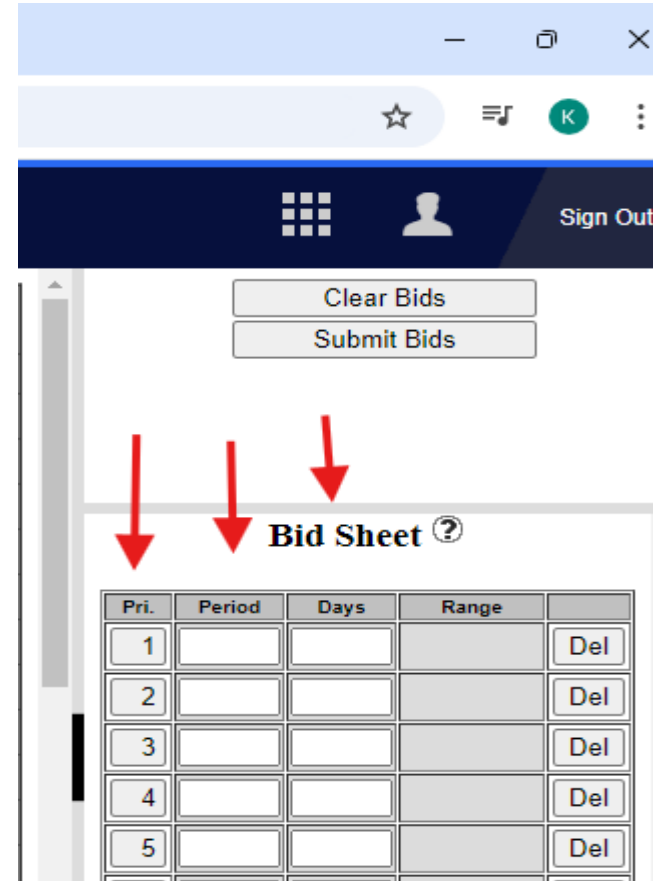 K
Sign Out
Clear Bids
Submit Bids
Bid Sheet ?
Pri. Period Days Range
1 Del
2 Del
3 Del
4 Del
5 Del